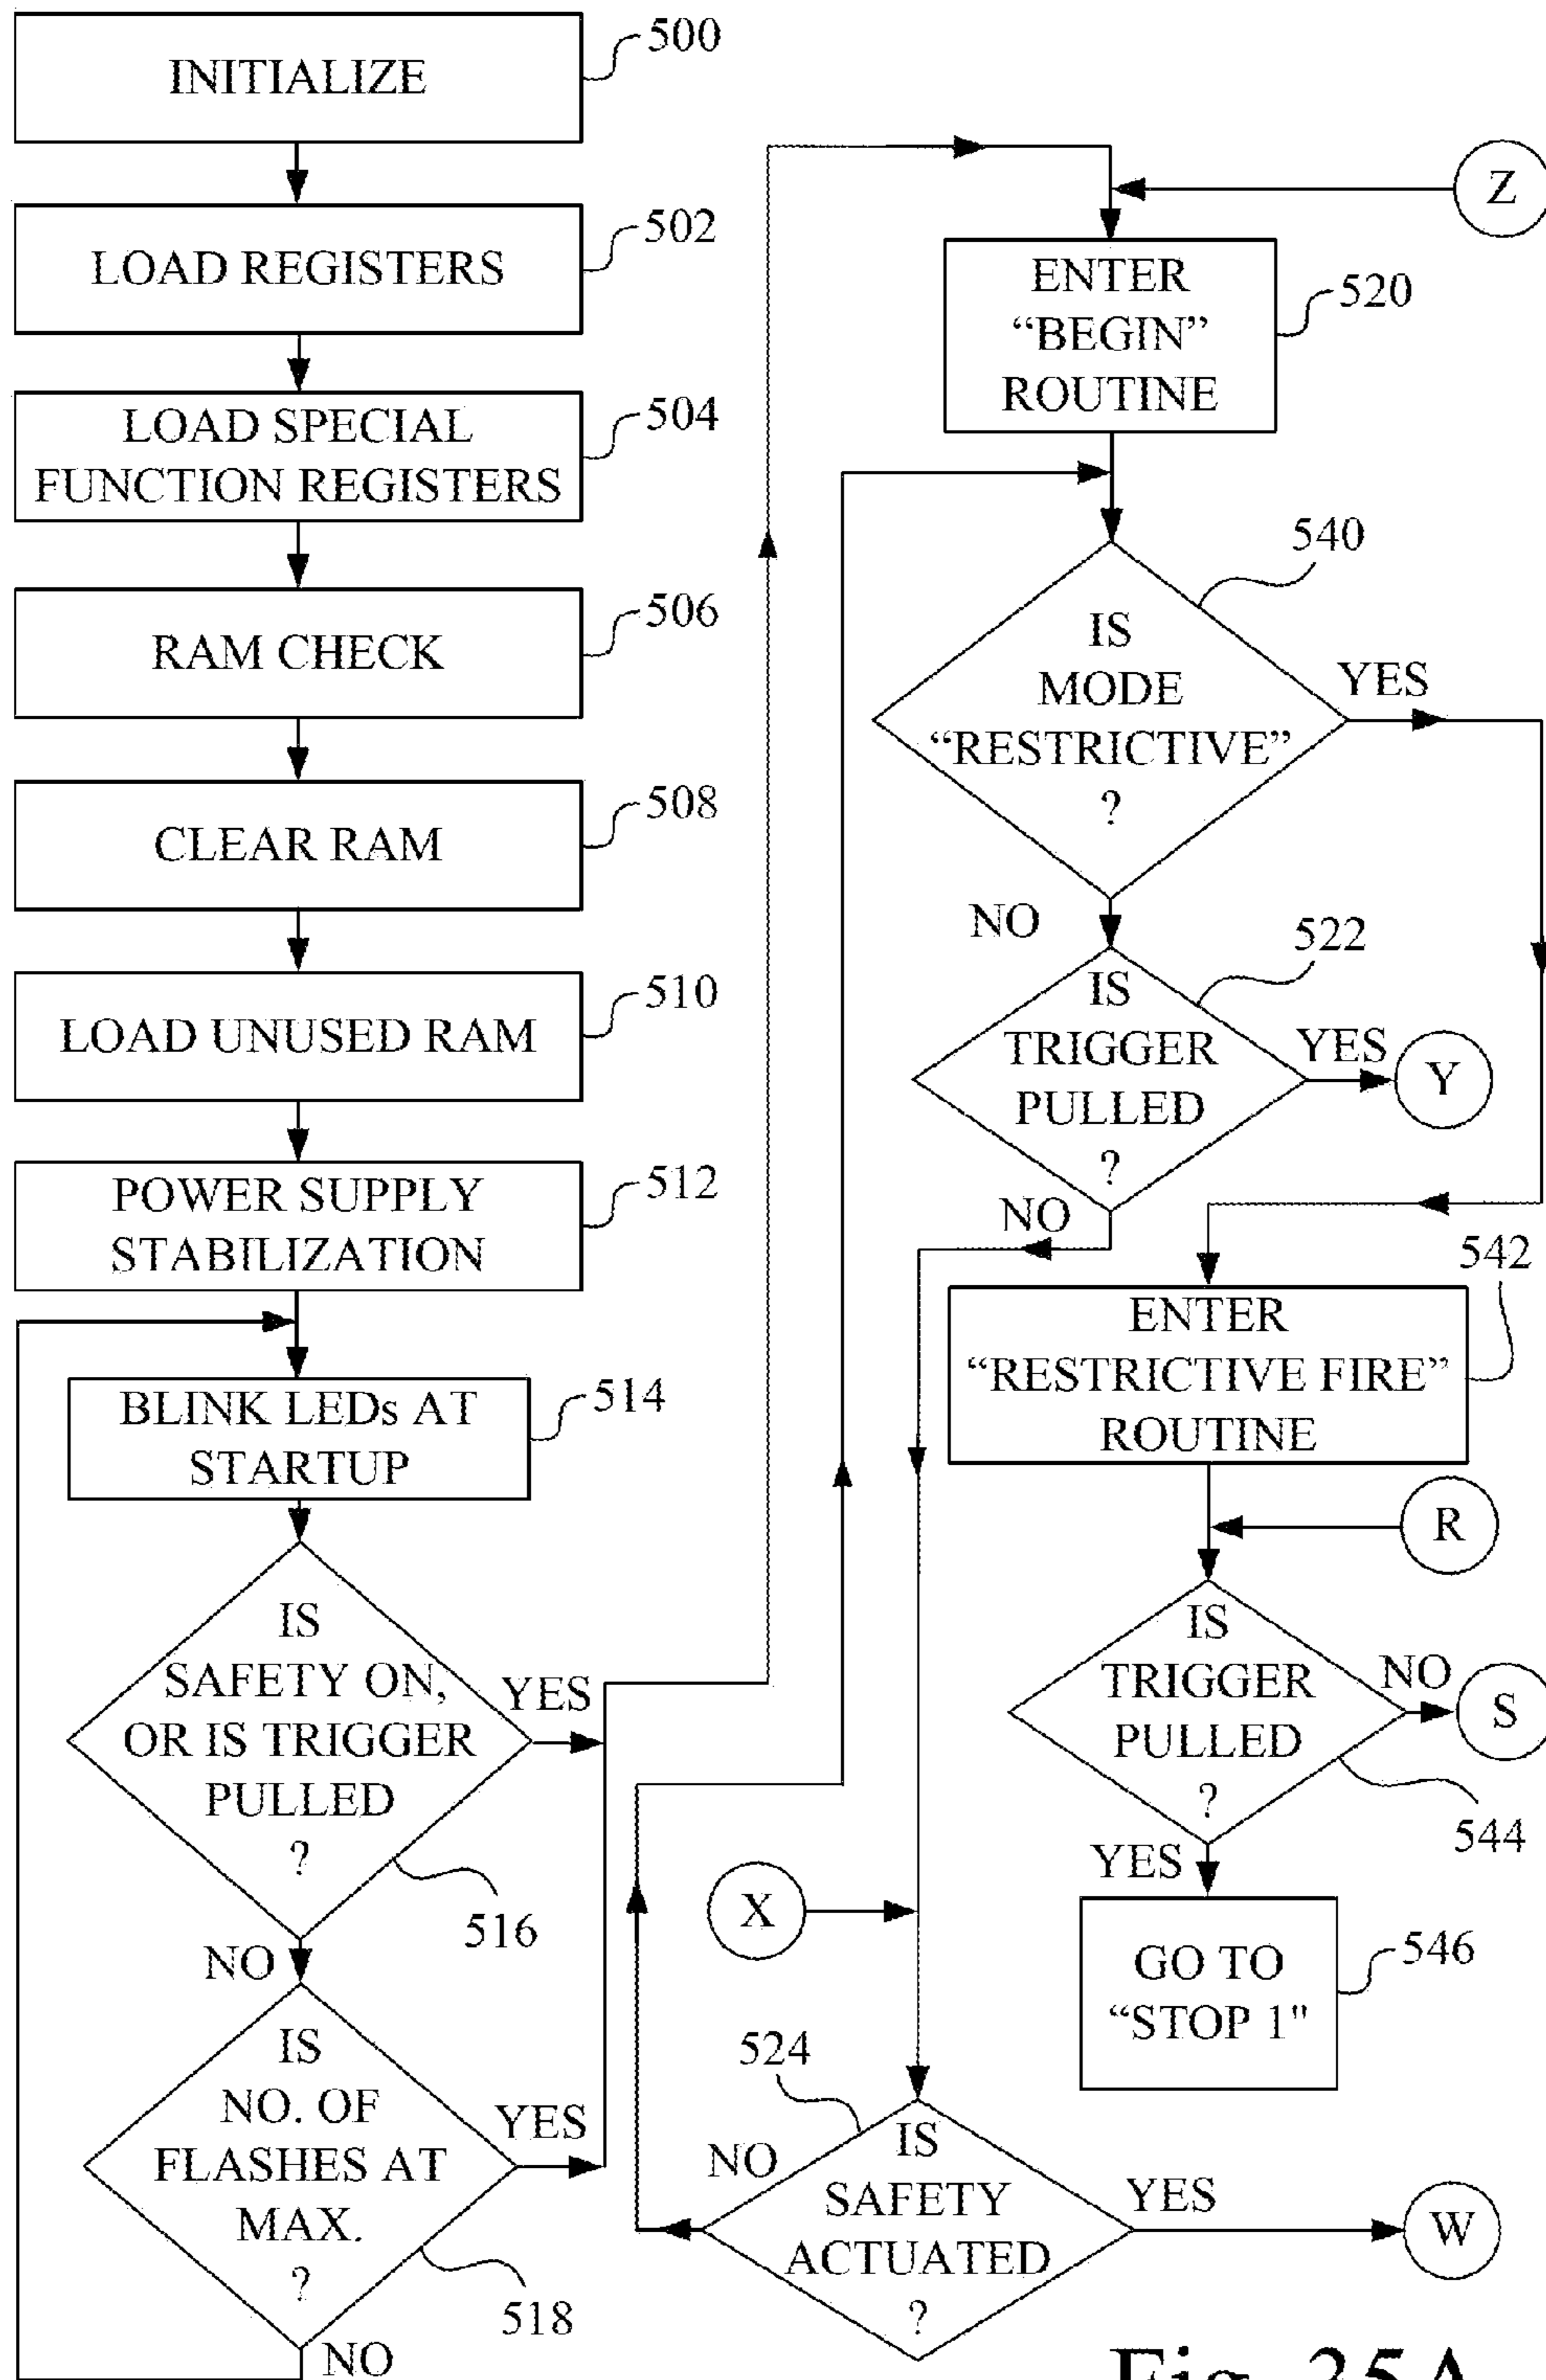 INITIALIZE
500
LOAD REGISTERS
502
LOAD SPECIAL
FUNCTION REGISTERS
504
RAM CHECK
506
CLEAR RAM
508
LOAD UNUSED RAM
510
POWER SUPPLY
STABILIZATION
512
BLINK LEDs AT
STARTUP
514
IS
SAFETY ON,
OR IS TRIGGER
PULLED
?
YES
516
NO
IS
NO. OF
FLASHES AT
MAX.
?
YES
518
NO
Z
ENTER
“BEGIN”
ROUTINE
520
540
IS
MODE
“RESTRICTIVE”
?
YES
NO
522
IS
TRIGGER
PULLED
?
YES
Y
NO
542
ENTER
“RESTRICTIVE FIRE”
ROUTINE
R
IS
TRIGGER
PULLED
?
NO
S
544
YES
GO TO
“STOP 1"
546
X
524
IS
SAFETY
ACTUATED
?
NO
YES
W
Fig. 35A